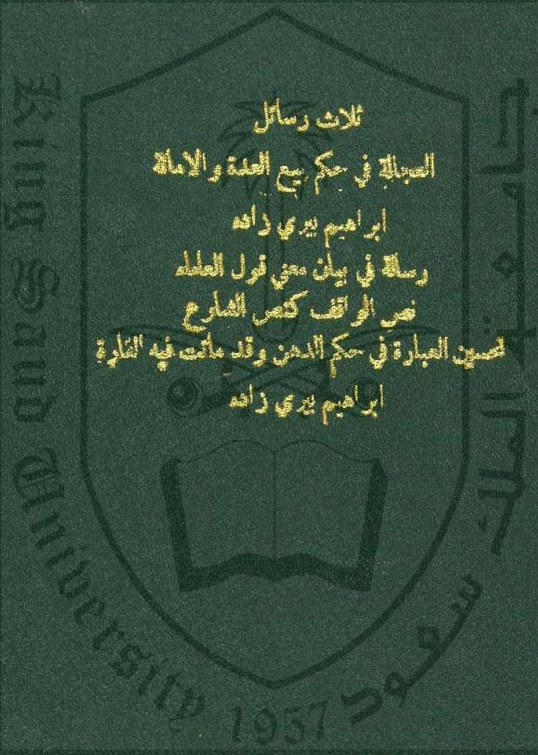 ثلاث رسائل
العجالة في حكم بيع العدة والامالة
ابراهيم بيري زاده
رسالة في بيان معني قول العلماء
نص الواقف كنص الشارع
تحسين العبارة في حكم الدهن وقد ماتت فيه الفارة
ابراهيم بيري زاده
جامعة الملك سعود
King Saud University 1957